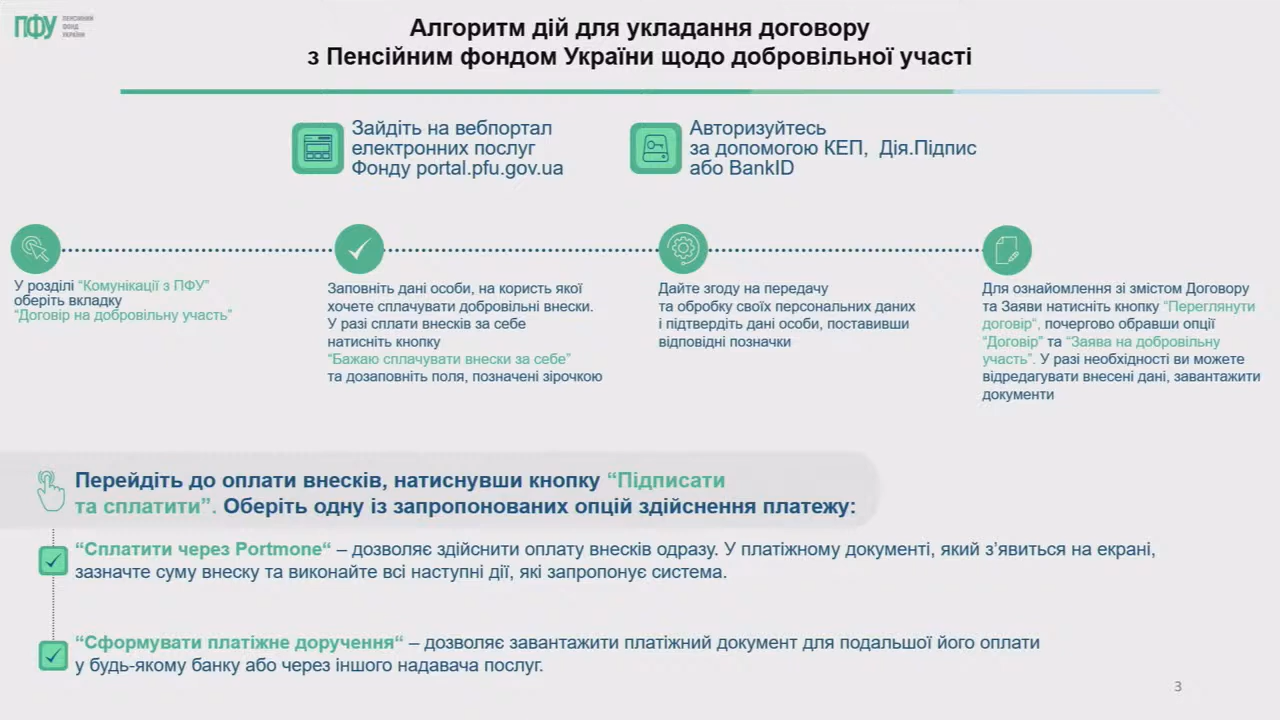 ПФУ
ПЕНСІЙНИЙ
ФОНД
УКРАЇНИ
Алгоритм дій для укладання договору
з Пенсійним фондом України щодо добровільної участі
Зайдіть на вебпортал
електронних послуг
Фонду portal.pfu.gov.ua
Авторизуйтесь
за допомогою КЕП, Дія.Підпис
або BankID
У розділі “Комунікації з ПФУ”
оберіть вкладку
“Договір на добровільну участь”
Заповніть дані особи, на користь якої
хочете сплачувати добровільні внески.
У разі сплати внесків за себе
натисніть кнопку
“Бажаю сплачувати внески за себе”
та дозаповніть поля, позначені зірочкою
Дайте згоду на передачу
та обробку своїх персональних даних
і підтвердіть дані особи, поставивши
відповідні позначки
Для ознайомлення зі змістом Договору
та Заяви натисніть кнопку “Переглянути
договір“, почергово обравши опції
“Договір” та “Заява на добровільну
участь”. У разі необхідності ви можете
відредагувати внесені дані, завантажити
документи
Перейдіть до оплати внесків, натиснувши кнопку “Підписати
та сплатити”. Оберіть одну із запропонованих опцій здійснення платежу:
“Сплатити через Portmone“ – дозволяє здійснити оплату внесків одразу. У платіжному документі, який з’явиться на екрані,
зазначте суму внеску та виконайте всі наступні дії, які запропонує система.
“Сформувати платіжне доручення“ – дозволяє завантажити платіжний документ для подальшої його оплати
у будь-якому банку або через іншого надавача послуг.
3